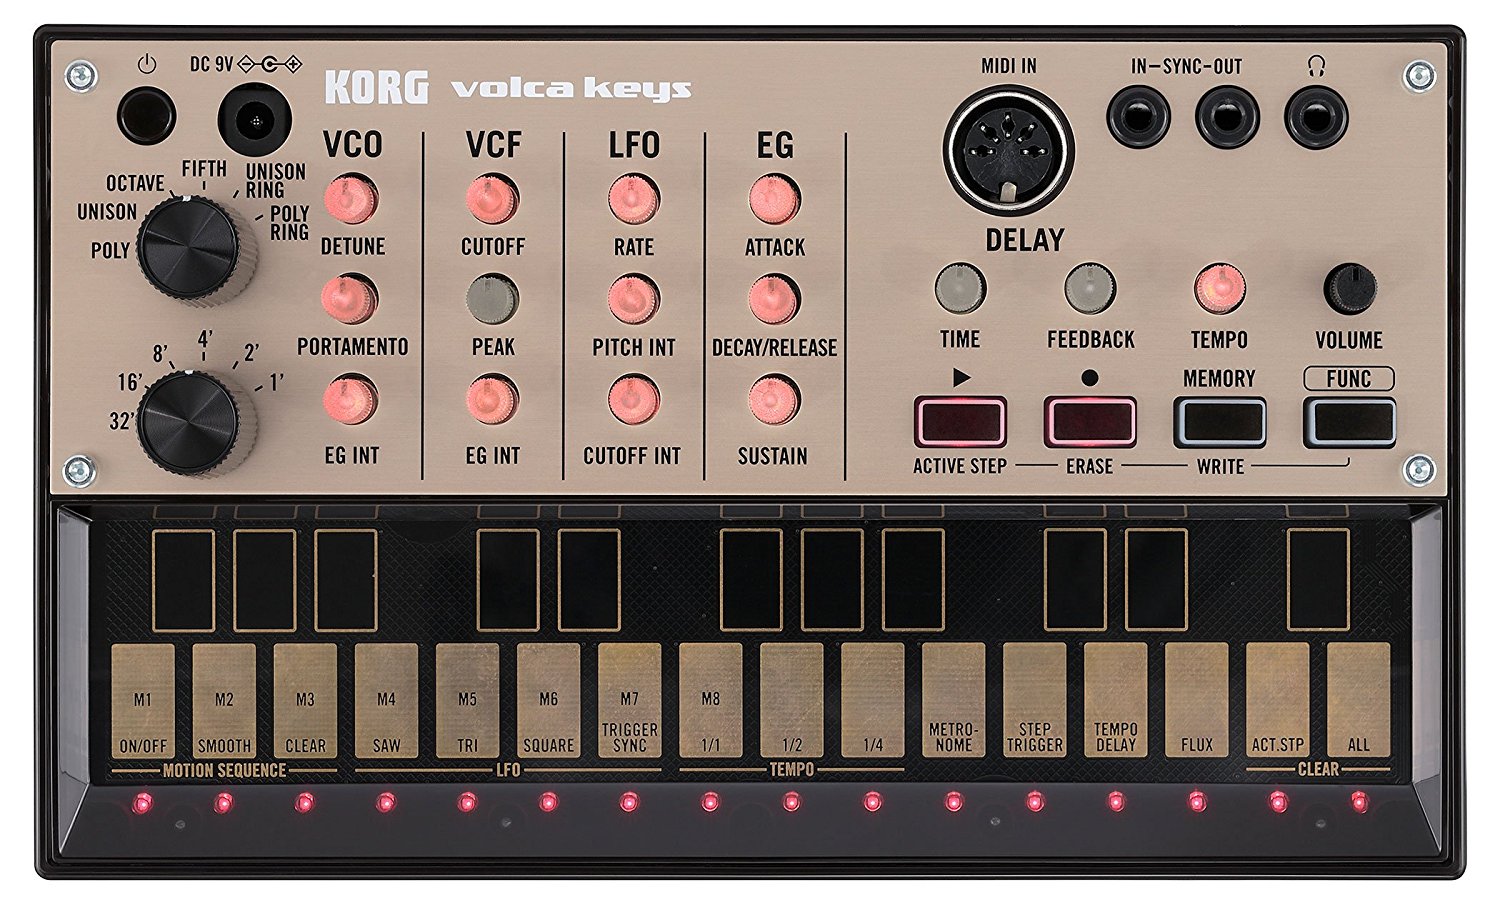 DC 9V
MIDI IN
IN-SYNC-OUT
KORG volca keys
VCO
VCF
LFO
EG
FIFTH
OCTAVE
UNISON
RING
UNISON
POLY
RING
POLY
DETUNE
CUTOFF
RATE
ATTACK
DELAY
PORTAMENTO
PEAK
PITCH INT
DECAY/RELEASE
TIME
FEEDBACK
TEMPO
VOLUME
4'
8'
2'
16'
1'
32'
MEMORY
FUNC
EG INT
EG INT
CUTOFF INT
SUSTAIN
ACTIVE STEP
ERASE
WRITE
M1
M2
M3
M4
M5
M6
M7
M8
ON/OFF
SMOOTH
CLEAR
SAW
TRI
SQUARE
TRIGGER
SYNC
1/1
1/2
1/4
METRO-
NOME
STEP
TRIGGER
TEMPO
DELAY
FLUX
ACT.STP
ALL
MOTION SEQUENCE
LFO
TEMPO
CLEAR